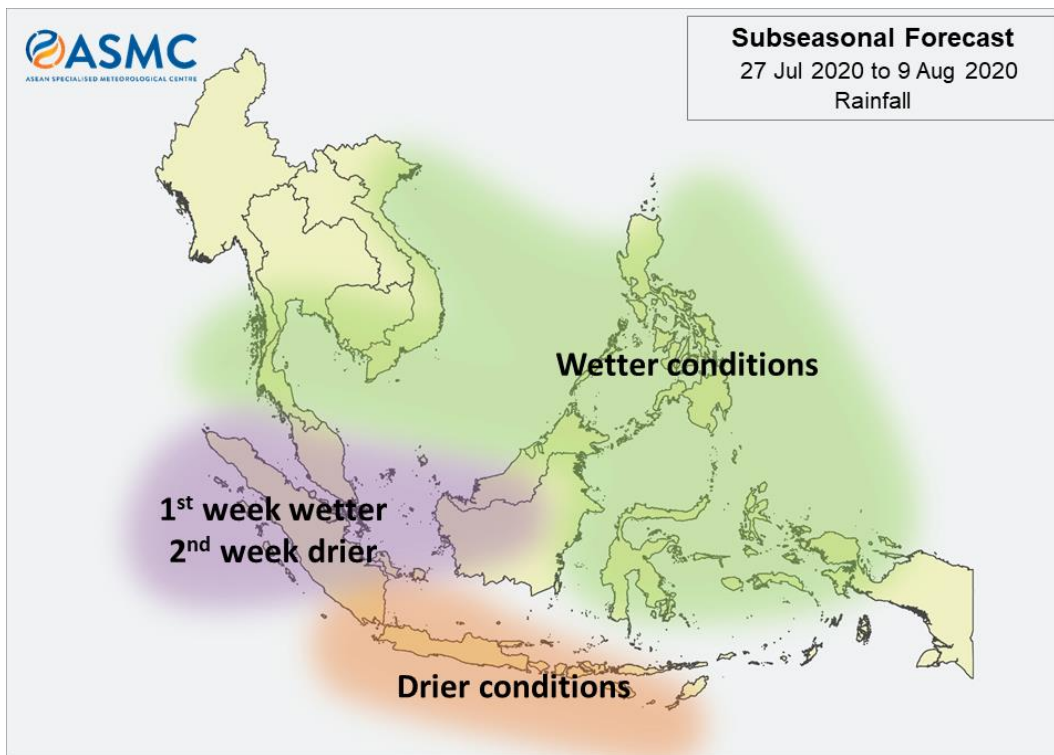 ASMC
ASEAN SPECIALISED METEOROLOGICAL CENTRE
Subseasonal Forecast
27 Jul 2020 to 9 Aug 2020
Rainfall
Wetter conditions
1st week wetter
2nd week drier
Drier conditions